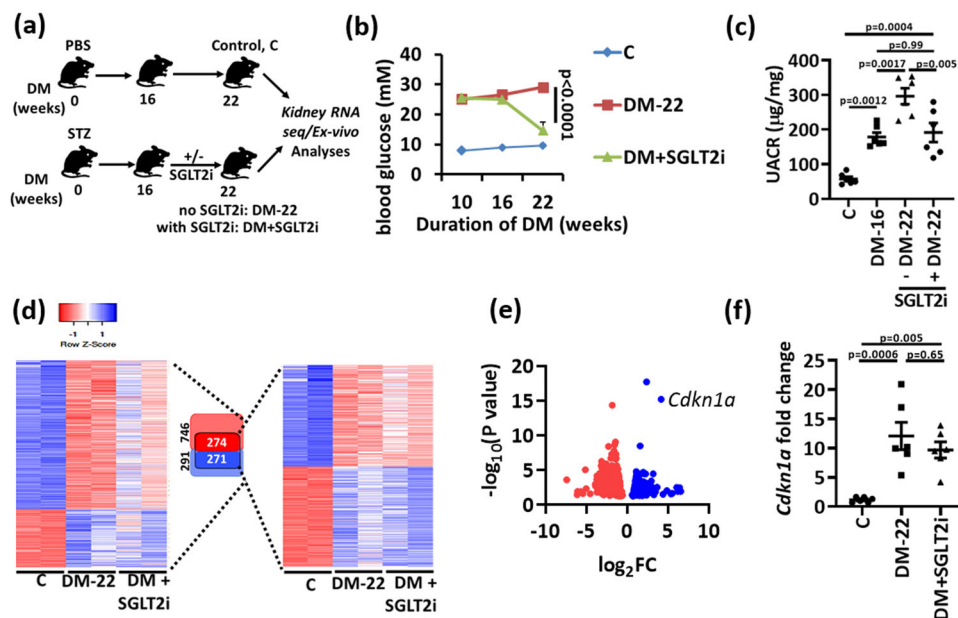 (a)
PBS
Control, C
DM
(weeks)
0
16
22
STZ
+/-
SGLT2i
DM
(weeks)
0
16
22
Kidney RNA
seq/Ex-vivo
Analyses
no SGLT2i: DM-22
with SGLT2i: DM+SGLT2i
(b)
blood glucose (mM)
40
30
20
10
0
10 16 22
Duration of DM (weeks)
p<0.0001
C
DM-22
DM+SGLT2i
(c)
p=0.0004
p=0.99
p=0.0017 p=0.005
p=0.0012
UACR (µg/mg)
400
300
200
100
0
C
DM-16
DM-22
DM-22
- +
SGLT2i
(d)
-1 1
Row Z-Score
746
291
274
271
C DM-22 DM +
SGLT2i
C DM-22 DM +
SGLT2i
(e)
-log10(P value)
20
15
10
5
0
Cdkn1a
-10 -5 0 5 10
log2FC
(f)
p=0.005
p=0.0006 p=0.65
Cdkn1a fold change
25
20
15
10
5
0
C
DM-22
DM+SGLT2i